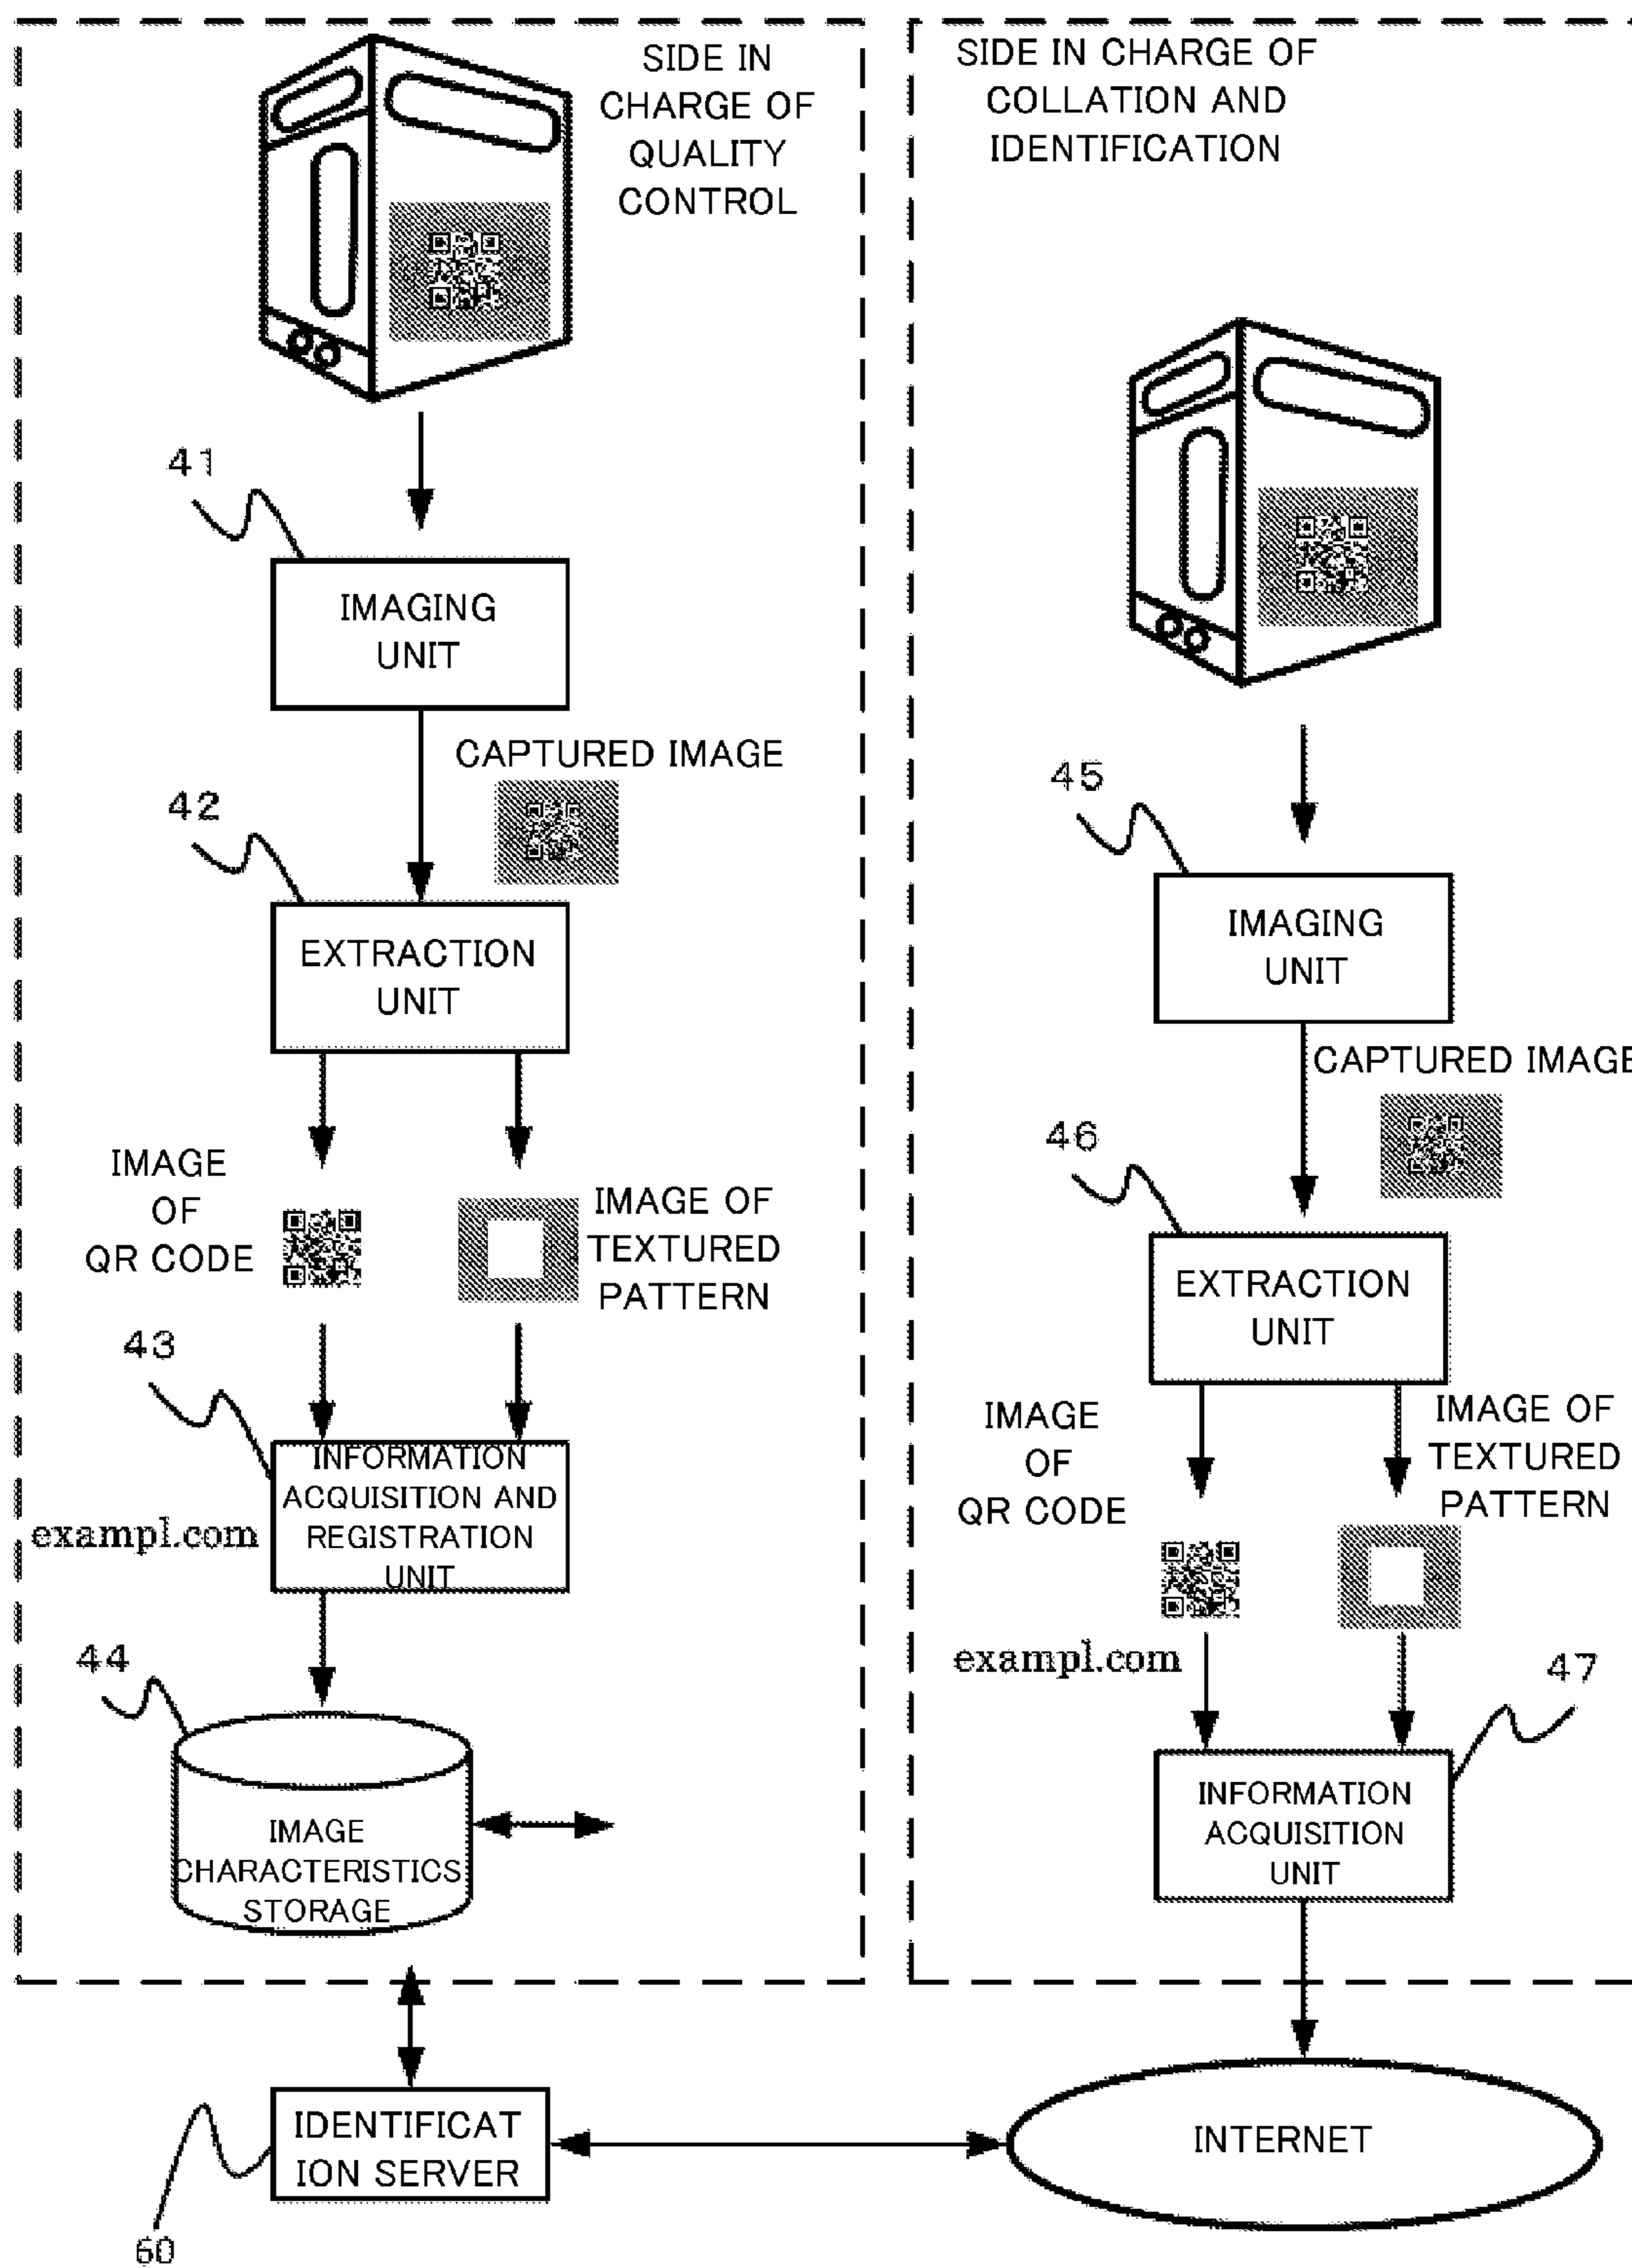 SIDE IN
CHARGE OF
QUALITY
CONTROL
41
IMAGING
UNIT
CAPTURED IMAGE
42
EXTRACTION
UNIT
IMAGE
OF
QR CODE
IMAGE OF
TEXTURED
PATTERN
43
INFORMATION
ACQUISITION AND
REGISTRATION
UNIT
exampl.com
44
IMAGE
CHARACTERISTICS
STORAGE
IDENTIFICAT
ION SERVER
60
SIDE IN CHARGE OF
COLLATION AND
IDENTIFICATION
45
IMAGING
UNIT
CAPTURED IMAGE
46
EXTRACTION
UNIT
IMAGE
OF
QR CODE
IMAGE OF
TEXTURED
PATTERN
exampl.com
47
INFORMATION
ACQUISITION
UNIT
INTERNET